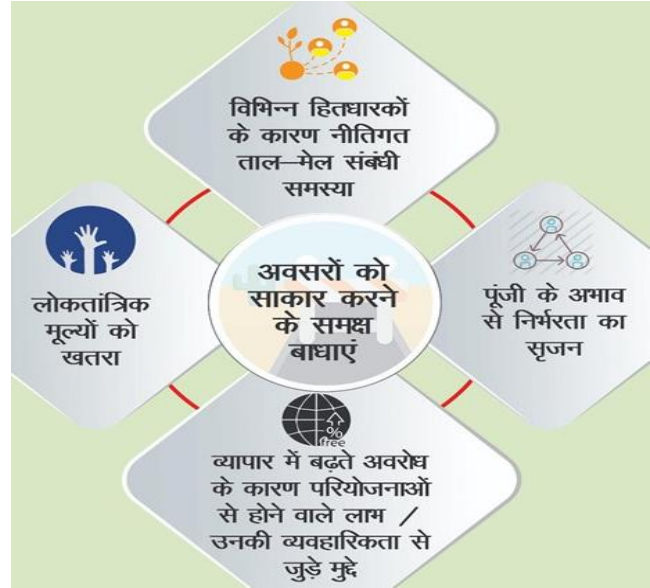 विभिन्न हितधारकों
के कारण नीतिगत
ताल–मेल संबंधी
समस्या
लोकतांत्रिक
मूल्यों को
खतरा
अवसरों को
साकार करने
के समक्ष
बाधाएं
पूंजी के अभाव
से निर्भरता का
सृजन
%
free
व्यापार में बढ़ते अवरोध
के कारण परियोजनाओं
से होने वाले लाभ /
उनकी व्यवहारिकता से
जुड़े मुद्दे